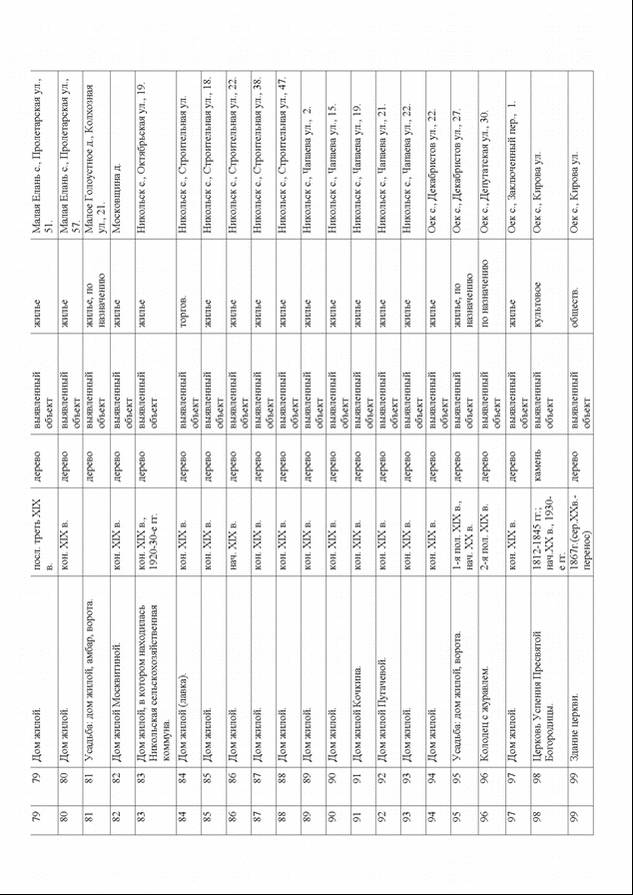 79 79 Дом жилой. посл. треть XIX дерево выявленный жилье Малая Елань с., Пролетарская ул.,
в. объект 51.
80 80 Дом жилой. кон. XIX в. дерево выявленный жилье Малая Елань с., Пролетарская ул.,
объект 57.
81 81 Усадьба: дом жилой, амбар, ворота. дерево выявленный жилье, по Малое Голоустное д., Колхозная
объект назначению ул., 21.
82 82 Дом жилой Москвитиной. кон. XIX в. дерево выявленный жилье Московщина д.
объект
83 83 Дом жилой, в котором находилась кон. XIX в., дерево выявленный жилье Никольск с., Октябрьская ул., 19.
Никольская сельскохозяйственная 1920-30-е гг. объект
коммуна.
84 84 Дом жилой (лавка). кон. XIX в. дерево выявленный торгов. Никольск с., Строительная ул.
объект
85 85 Дом жилой. кон. XIX в. дерево выявленный жилье Никольск с., Строительная ул., 18.
объект
86 86 Дом жилой. нач. XIX в. дерево выявленный жилье Никольск с., Строительная ул., 22.
объект
87 87 Дом жилой. кон. XIX в. дерево выявленный жилье Никольск с., Строительная ул., 38.
объект
88 88 Дом жилой. кон. XIX в. дерево выявленный жилье Никольск с., Строительная ул., 47.
объект
89 89 Дом жилой. кон. XIX в. дерево выявленный жилье Никольск с., Чапаева ул., 2.
объект
90 90 Дом жилой. кон. XIX в. дерево выявленный жилье Никольск с., Чапаева ул., 15.
объект
91 91 Дом жилой Кочкина. кон. XIX в. дерево выявленный жилье Никольск с., Чапаева ул., 19.
объект
92 92 Дом жилой Пугачевой. кон. XIX в. дерево выявленный жилье Никольск с., Чапаева ул., 21.
объект
93 93 Дом жилой. кон. XIX в. дерево выявленный жилье Никольск с., Чапаева ул., 22.
объект
94 94 Дом жилой. кон. XIX в. дерево выявленный жилье Оек с., Декабристов ул., 22.
объект
95 95 Усадьба: дом жилой, ворота. 1-я пол. XIX в., дерево выявленный жилье, по Оек с., Декабристов ул., 27.
нач. XX в. объект назначению
96 96 Колодец с журавлем. 2-я пол. XIX в. дерево выявленный по назначению Оек с., Депутатская ул., 30.
объект
97 97 Дом жилой. кон. XIX в. дерево выявленный жилье Оек с., Заключенный пер., 1.
объект
98 98 Церковь Успения Пресвятой 1812-1845 гг.; камень выявленный культовое Оек с., Кирова ул.
Богородицы. нач.XX в., 1930- объект
е гг.
99 99 Здание церкви. 1867г.(сер.XXв.- дерево выявленный обществ. Оек с., Кирова ул.
перенос) объект